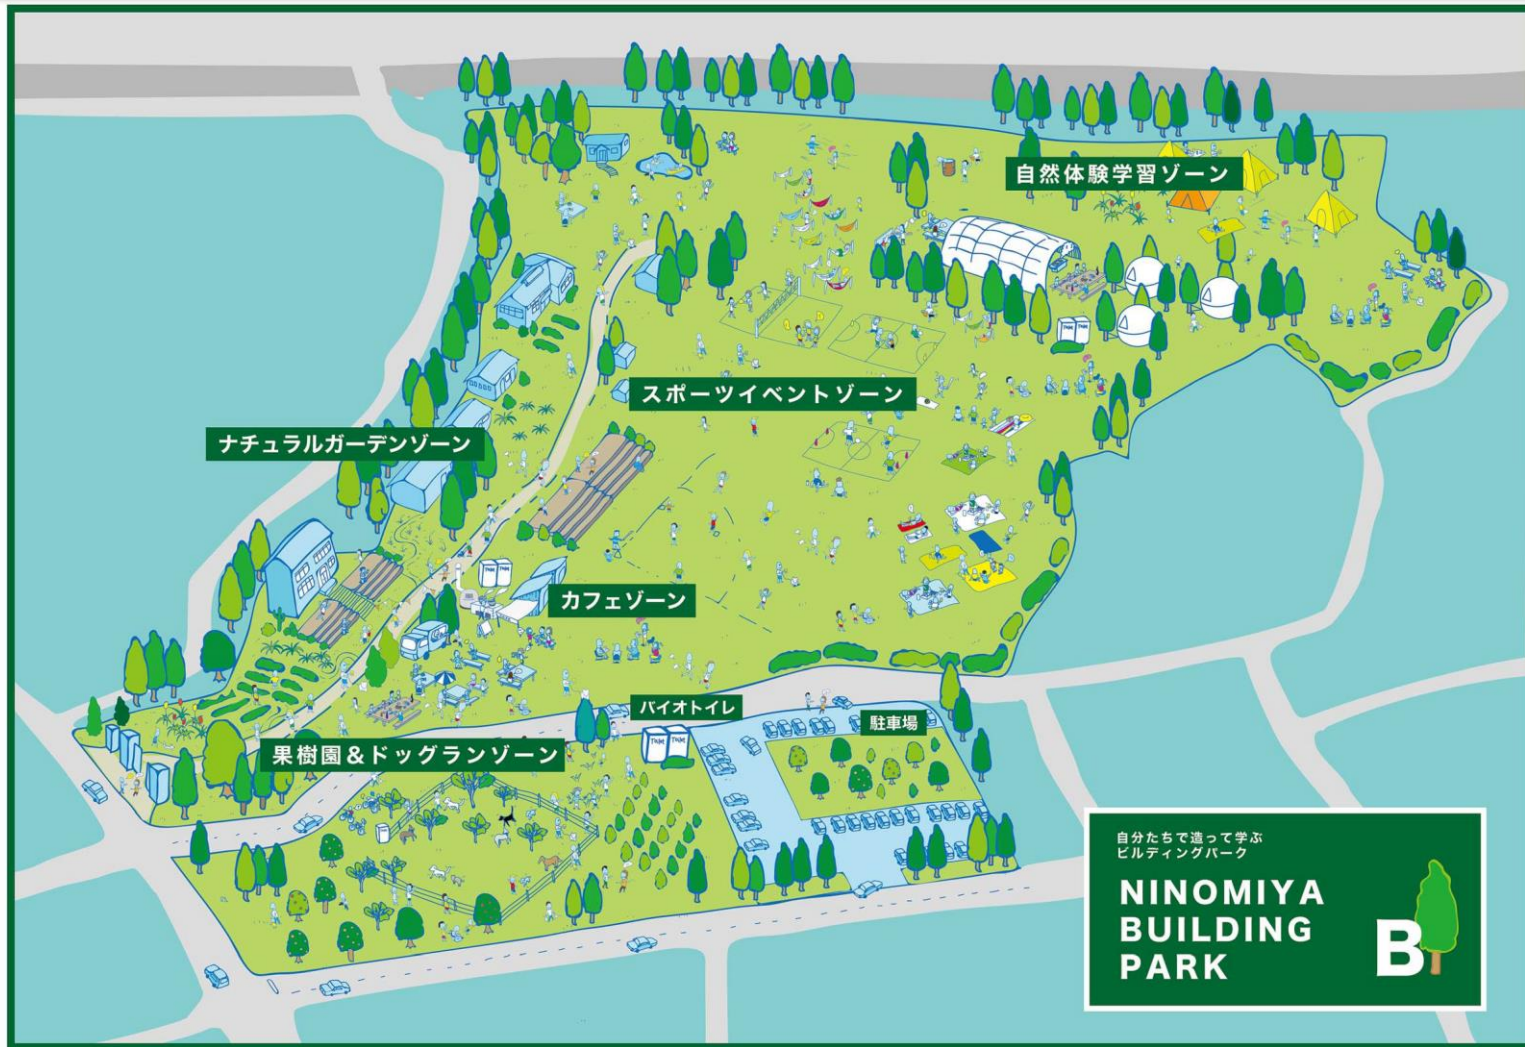 自然体験学習ゾーン
スポーツイベントゾーン
ナチュラルガーデンゾーン
カフェゾーン
バイオトイレ
駐車場
果樹園&ドッグランゾーン
自分たちで造って学ぶ
ビルディングパーク
NINOMIYA
BUILDING
PARK
B